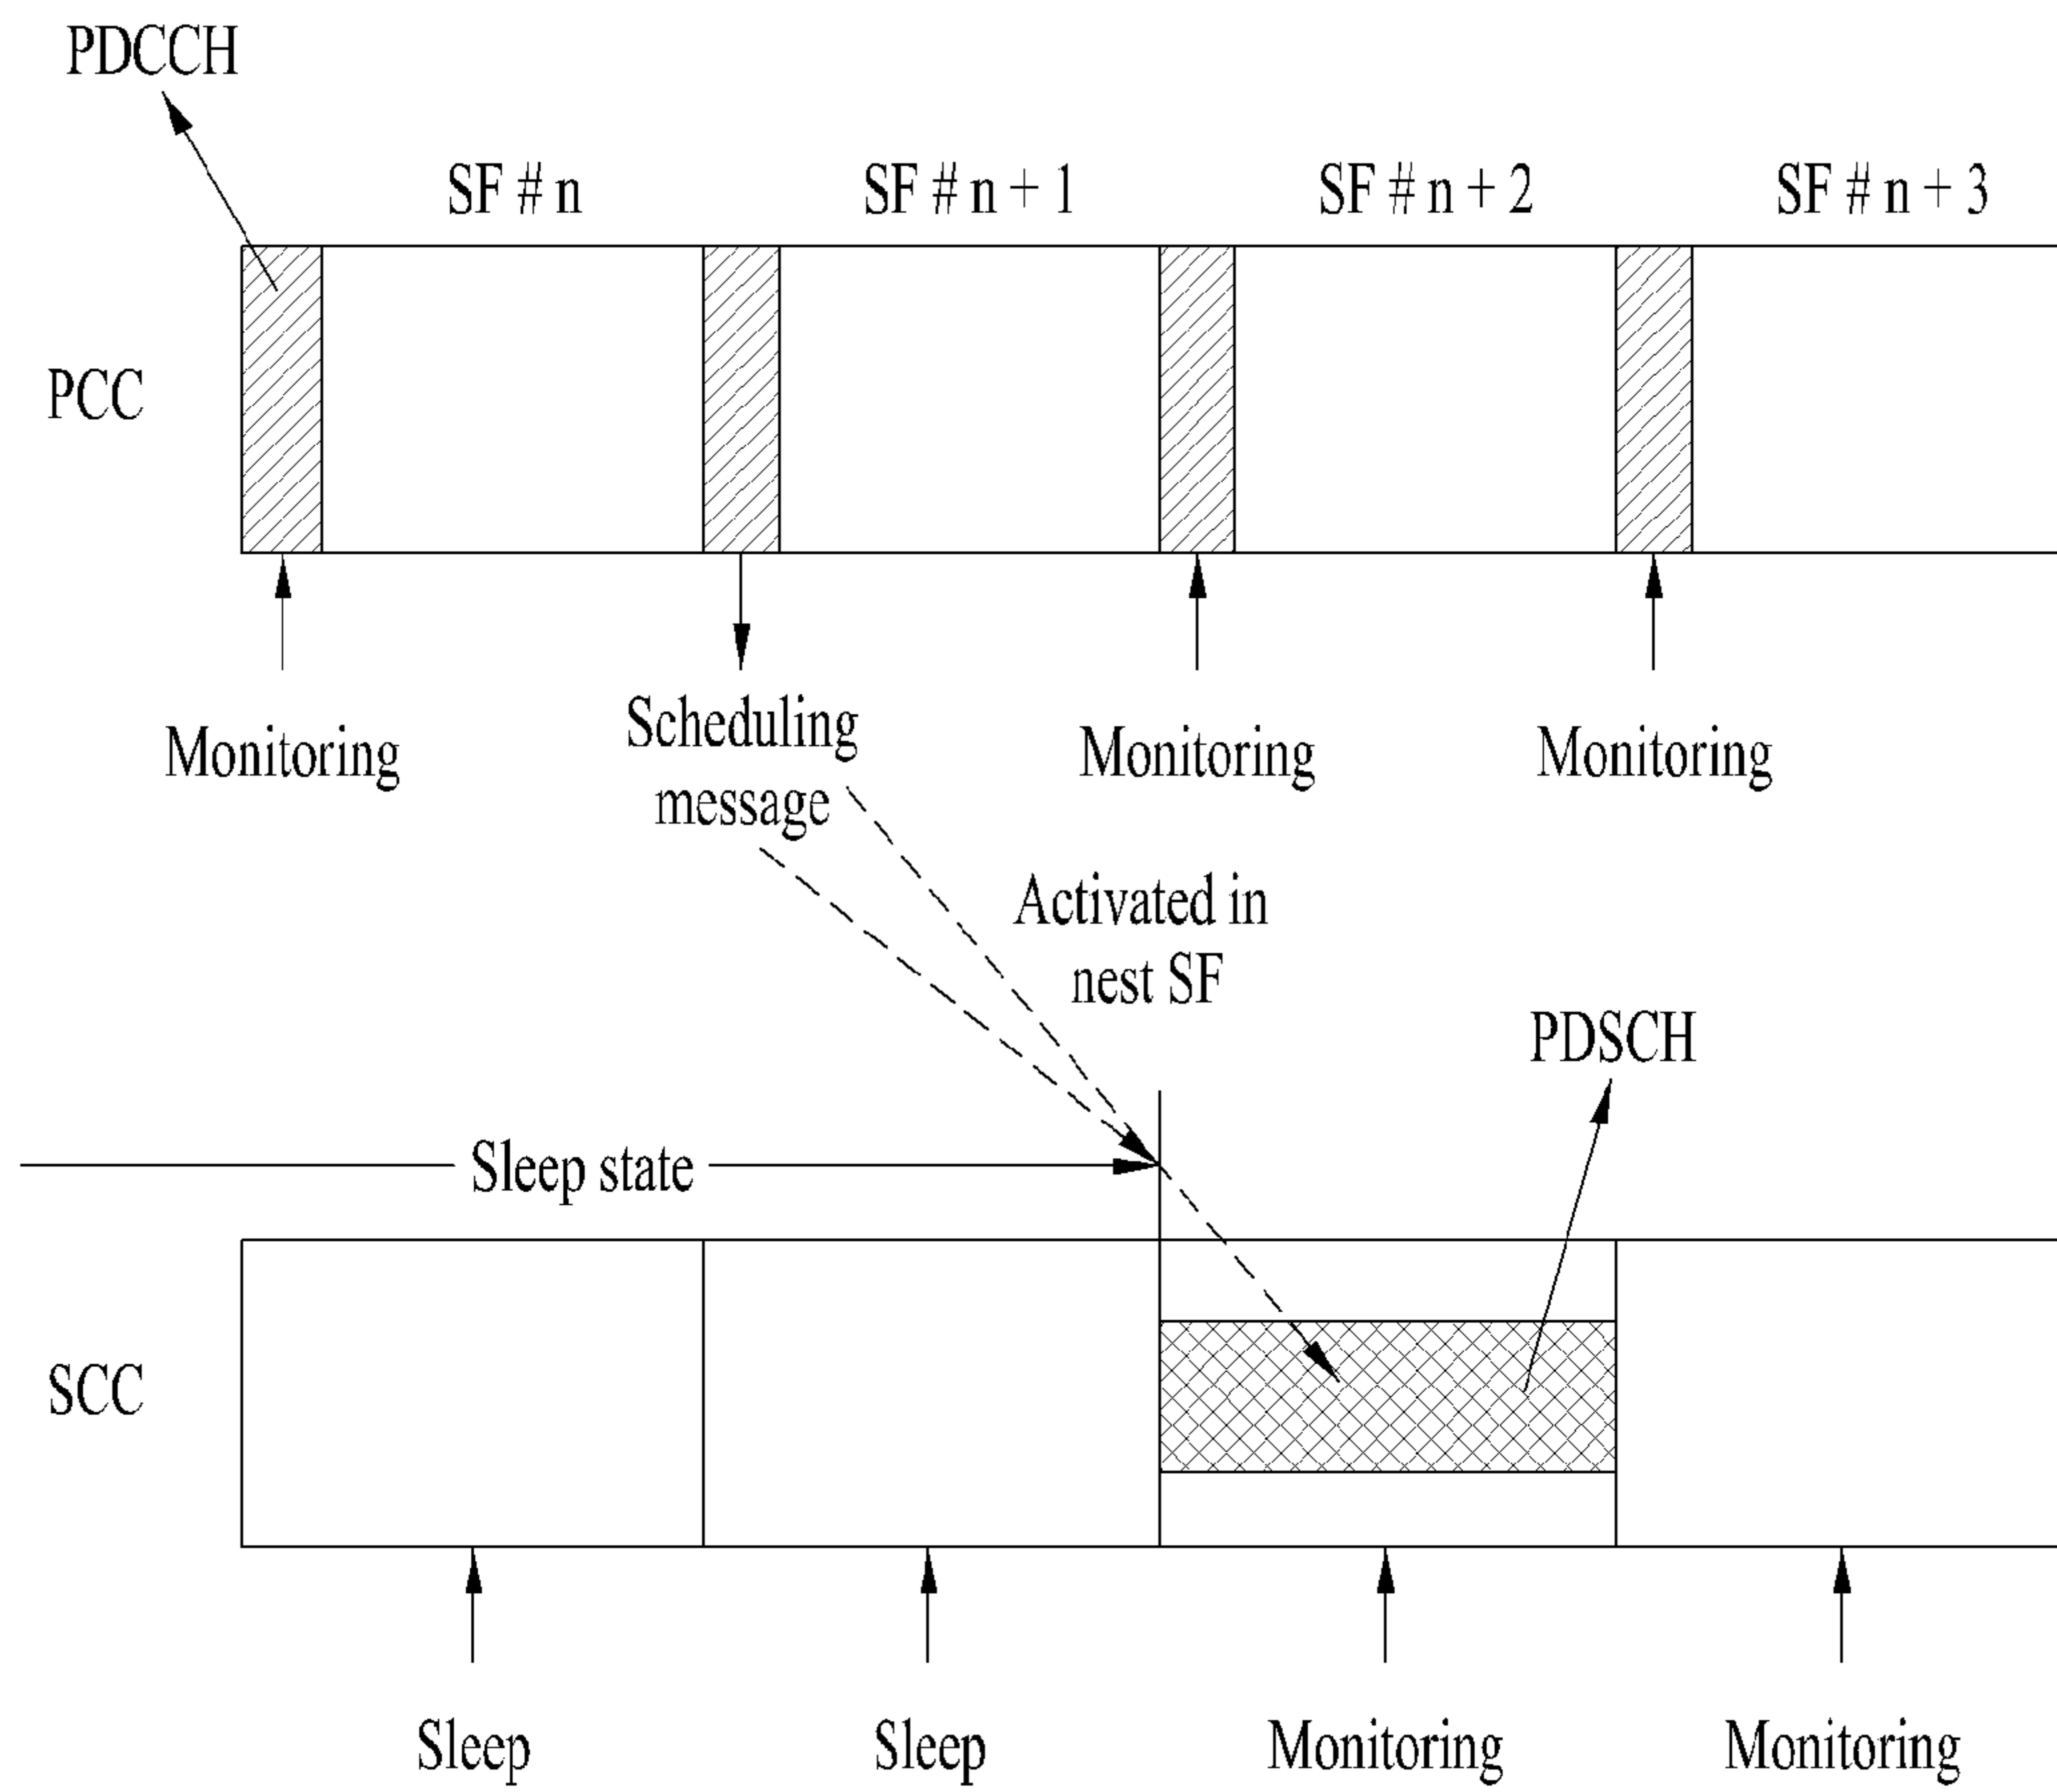 PDCCH
SF # n
SF # n + 1
SF # n + 2
SF # n + 3
PCC
Monitoring
Scheduling
message
Monitoring
Monitoring
Activated in
nest SF
PDSCH
Sleep state
SCC
Sleep
Sleep
Monitoring
Monitoring